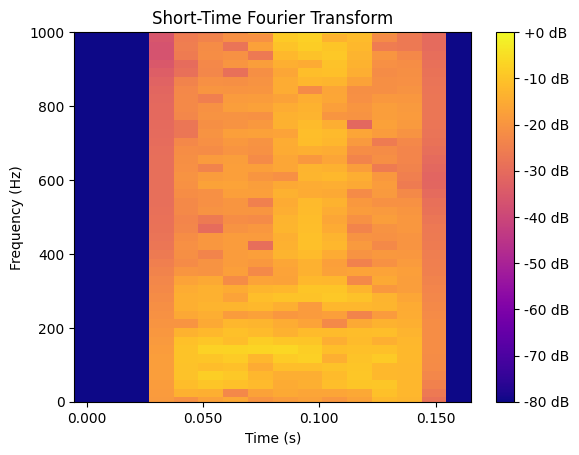 Short-Time Fourier Transform
Frequency (Hz)
1000
800
600
400
200
0
0.000
0.050
0.100
0.150
Time (s)
+0 dB
-10 dB
-20 dB
-30 dB
-40 dB
-50 dB
-60 dB
-70 dB
-80 dB